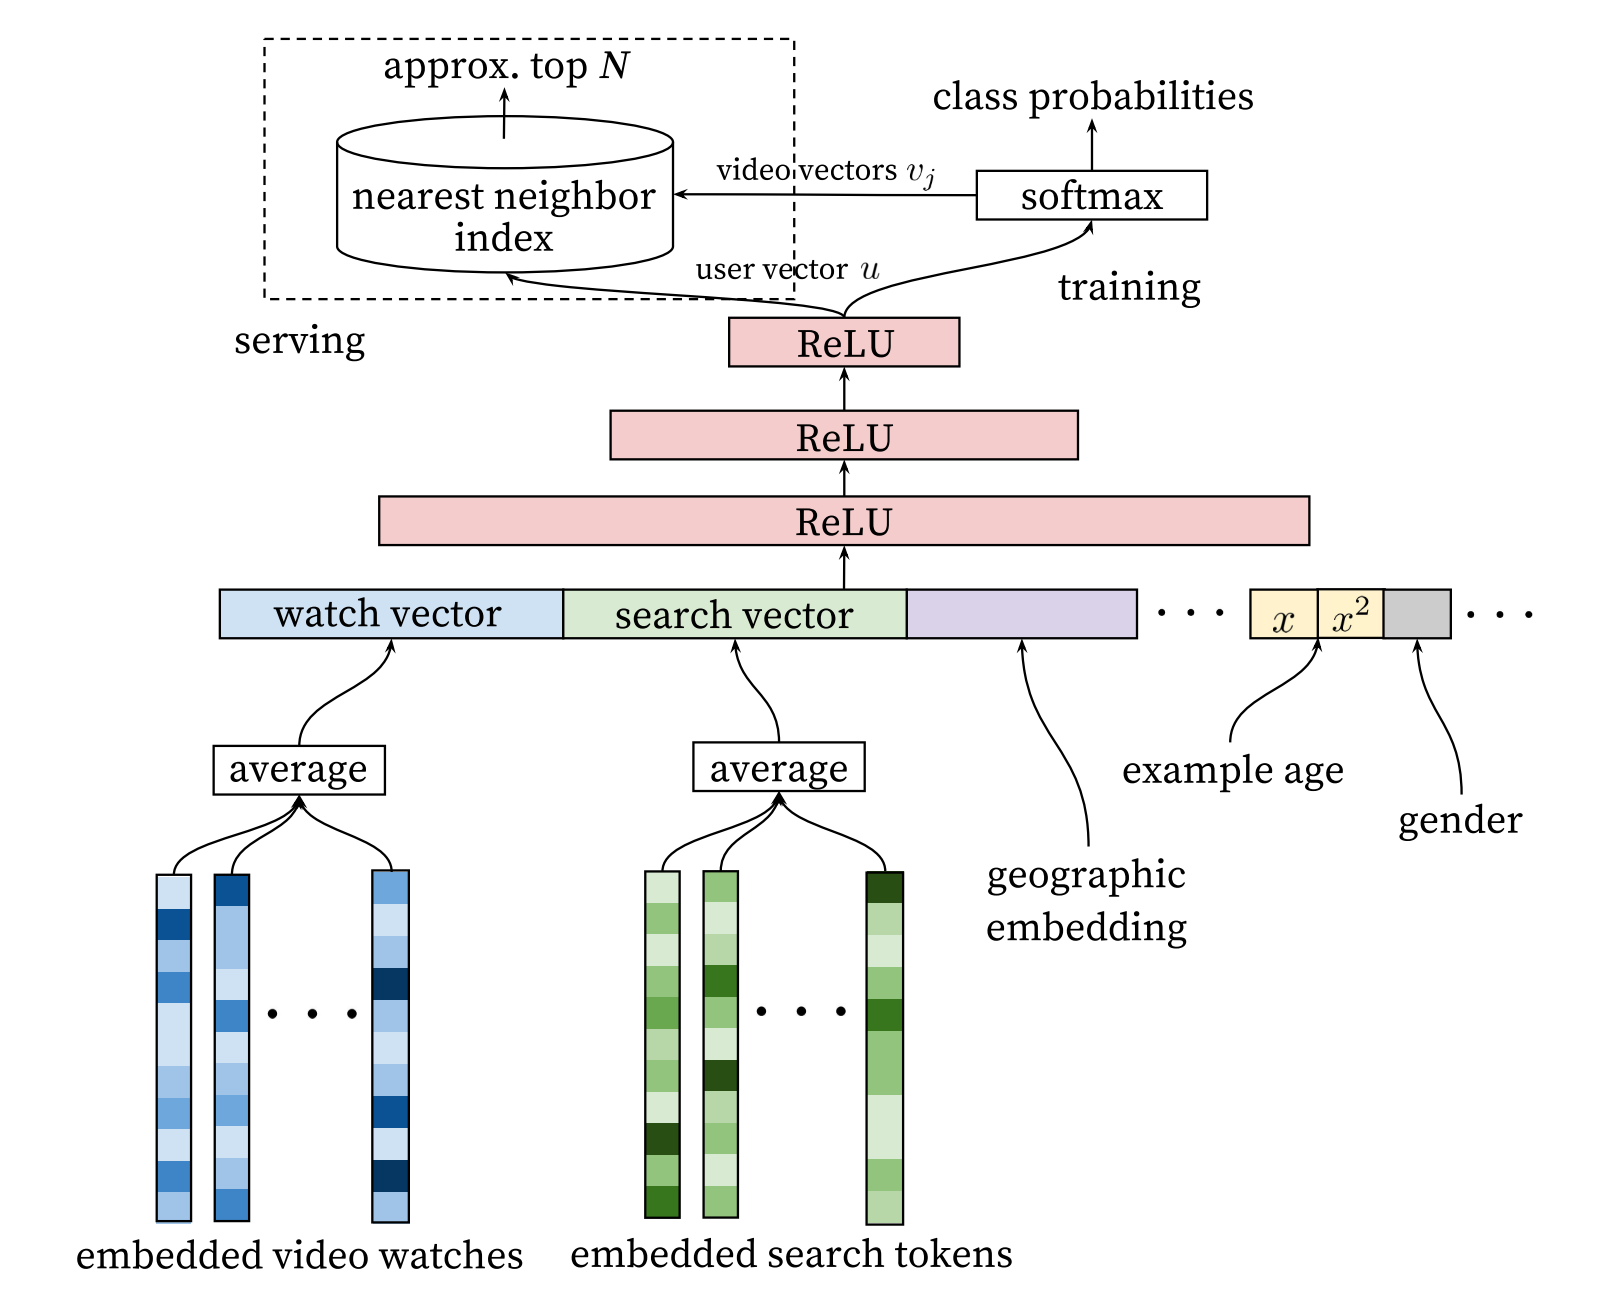 approx. top N
class probabilities
video vectors v_j
softmax
nearest neighbor
index
user vector u
training
serving
ReLU
ReLU
ReLU
watch vector
search vector
. . .
x
x²
. . .
average
average
example age
gender
geographic
embedding
. . .
. . .
embedded video watches
embedded search tokens